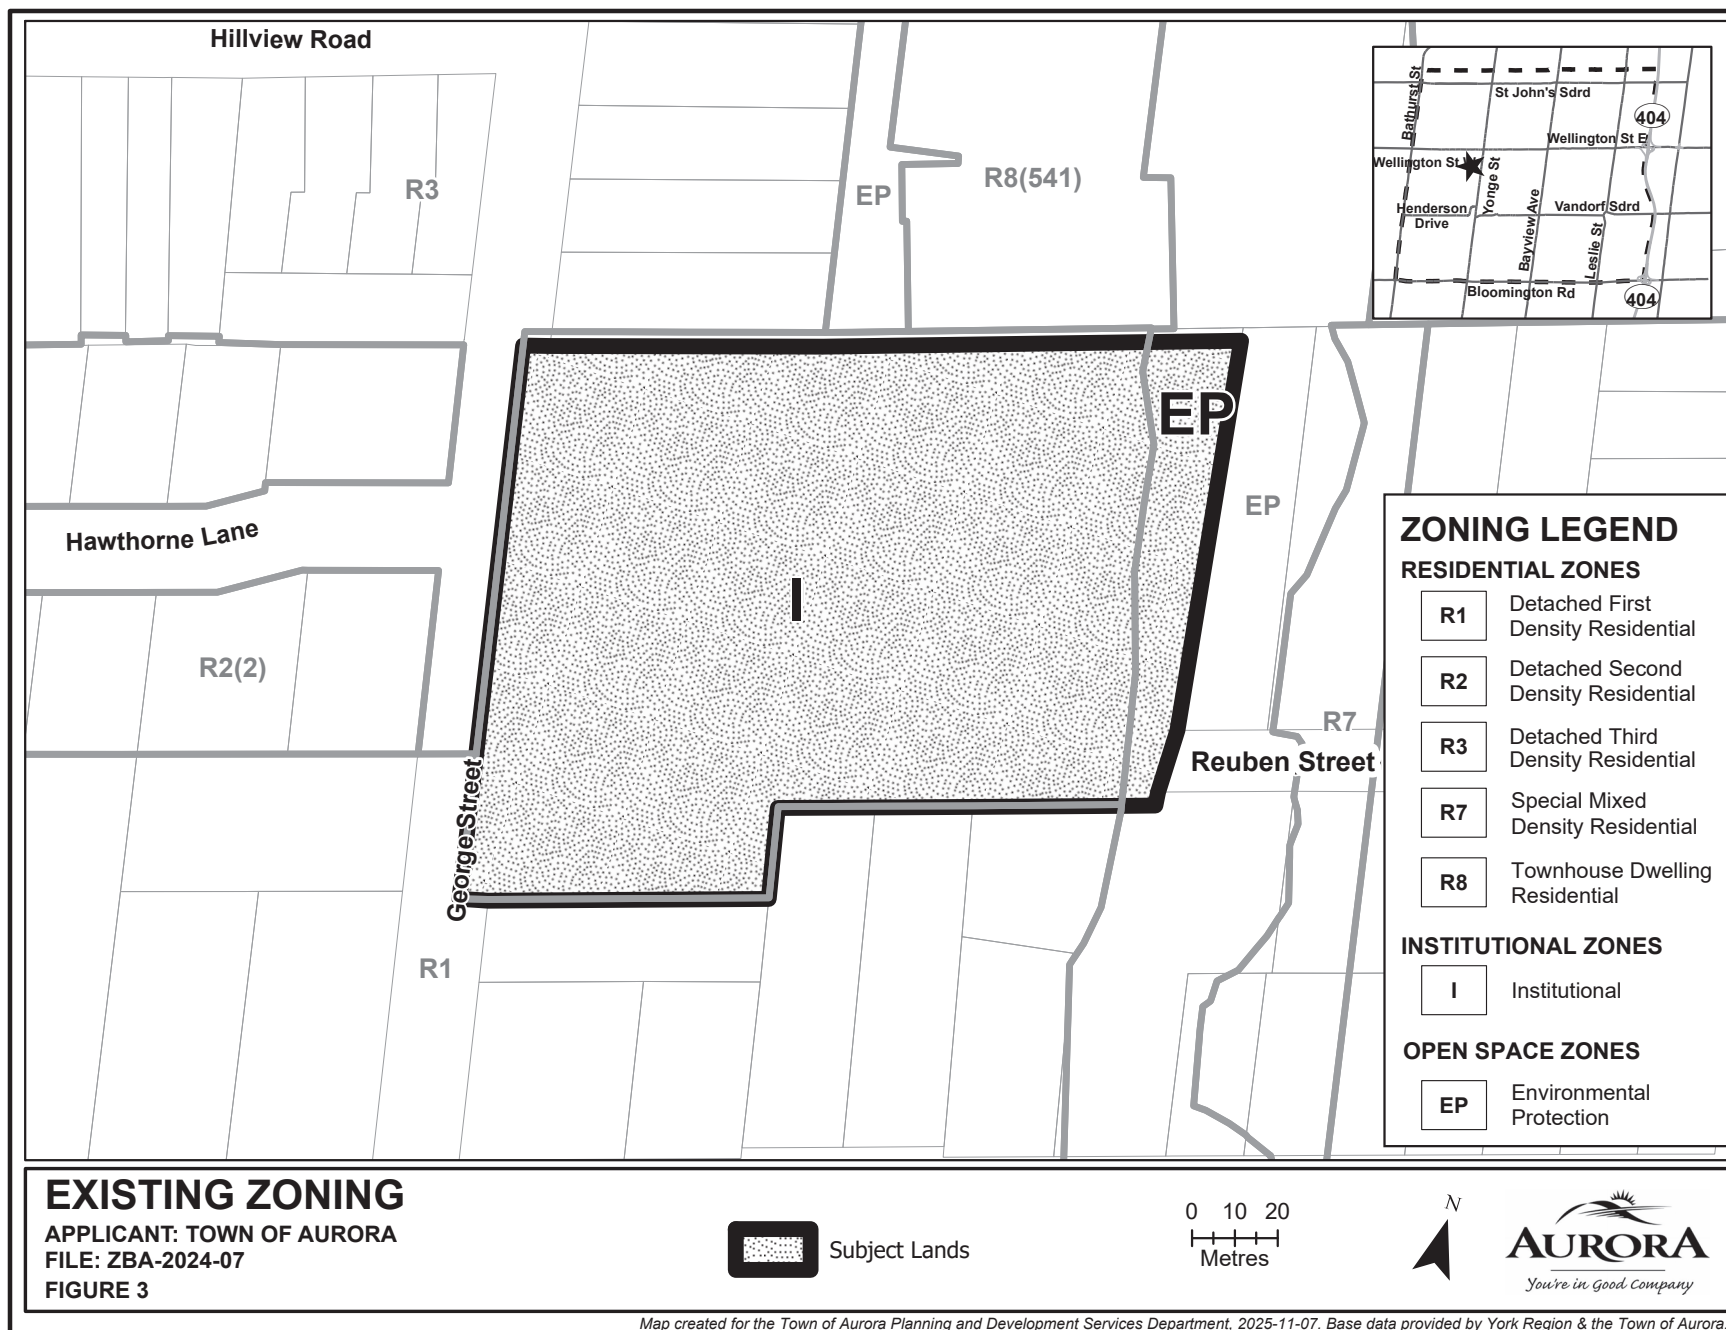 Hillview Road
R3
EP
R8(541)
Bathurst St
St John's Sdrd
404
Wellington St E
Wellington St
Yonge St
Henderson
Drive
Bayview Ave
Vandorf Sdrd
Leslie St
Bloomington Rd
404
EP
EP
Hawthorne Lane
I
R2(2)
R7
Reuben Street
George Street
R1
ZONING LEGEND
RESIDENTIAL ZONES
R1 Detached First
Density Residential
R2 Detached Second
Density Residential
R3 Detached Third
Density Residential
R7 Special Mixed
Density Residential
R8 Townhouse Dwelling
Residential
INSTITUTIONAL ZONES
I Institutional
OPEN SPACE ZONES
EP Environmental
Protection
EXISTING ZONING
APPLICANT: TOWN OF AURORA
FILE: ZBA-2024-07
FIGURE 3
Subject Lands
0 10 20
Metres
N
AURORA
You're in Good Company
Map created for the Town of Aurora Planning and Development Services Department, 2025-11-07. Base data provided by York Region & the Town of Aurora.